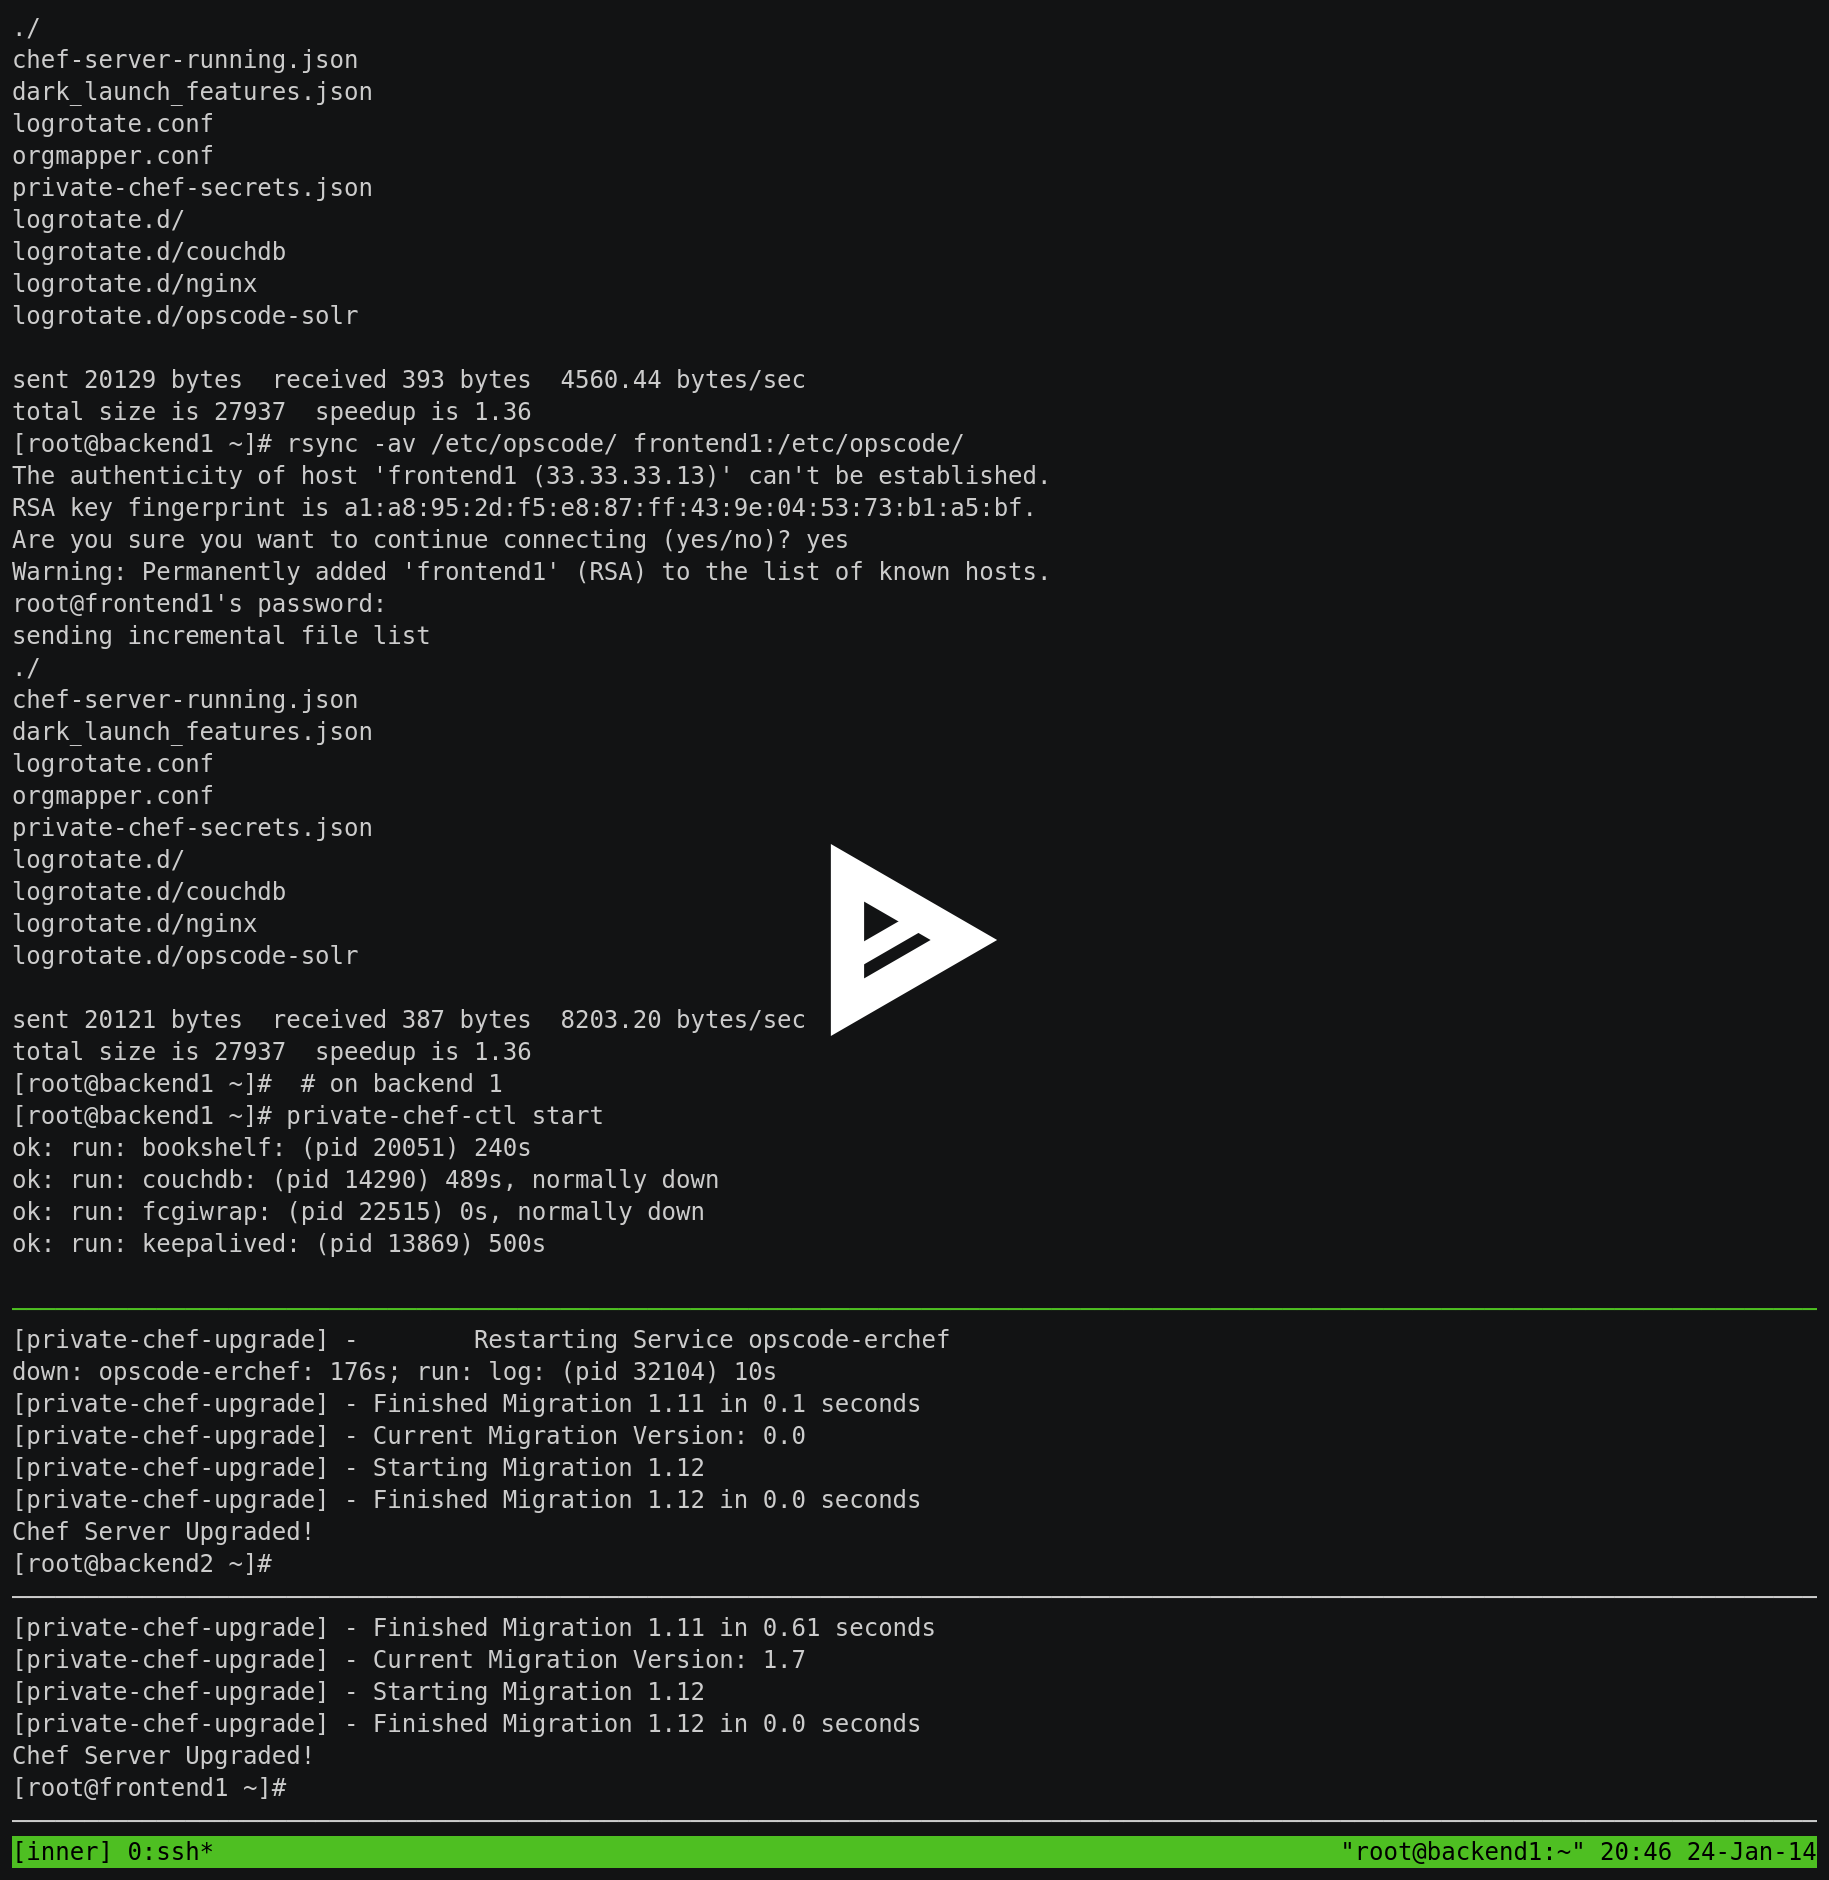 ./
chef-server-running.json
dark_launch_features.json
logrotate.conf
orgmapper.conf
private-chef-secrets.json
logrotate.d/
logrotate.d/couchdb
logrotate.d/nginx
logrotate.d/opscode-solr

sent 20129 bytes  received 393 bytes  4560.44 bytes/sec
total size is 27937  speedup is 1.36
[root@backend1 ~]# rsync -av /etc/opscode/ frontend1:/etc/opscode/
The authenticity of host 'frontend1 (33.33.33.13)' can't be established.
RSA key fingerprint is a1:a8:95:2d:f5:e8:87:ff:43:9e:04:53:73:b1:a5:bf.
Are you sure you want to continue connecting (yes/no)? yes
Warning: Permanently added 'frontend1' (RSA) to the list of known hosts.
root@frontend1's password:
sending incremental file list
./
chef-server-running.json
dark_launch_features.json
logrotate.conf
orgmapper.conf
private-chef-secrets.json
logrotate.d/
logrotate.d/couchdb
logrotate.d/nginx
logrotate.d/opscode-solr

sent 20121 bytes  received 387 bytes  8203.20 bytes/sec
total size is 27937  speedup is 1.36
[root@backend1 ~]#  # on backend 1
[root@backend1 ~]# private-chef-ctl start
ok: run: bookshelf: (pid 20051) 240s
ok: run: couchdb: (pid 14290) 489s, normally down
ok: run: fcgiwrap: (pid 22515) 0s, normally down
ok: run: keepalived: (pid 13869) 500s

[private-chef-upgrade] -        Restarting Service opscode-erchef
down: opscode-erchef: 176s; run: log: (pid 32104) 10s
[private-chef-upgrade] - Finished Migration 1.11 in 0.1 seconds
[private-chef-upgrade] - Current Migration Version: 0.0
[private-chef-upgrade] - Starting Migration 1.12
[private-chef-upgrade] - Finished Migration 1.12 in 0.0 seconds
Chef Server Upgraded!
[root@backend2 ~]#
[private-chef-upgrade] - Finished Migration 1.11 in 0.61 seconds
[private-chef-upgrade] - Current Migration Version: 1.7
[private-chef-upgrade] - Starting Migration 1.12
[private-chef-upgrade] - Finished Migration 1.12 in 0.0 seconds
Chef Server Upgraded!
[root@frontend1 ~]#
[inner] 0:ssh* "root@backend1:~" 20:46 24-Jan-14